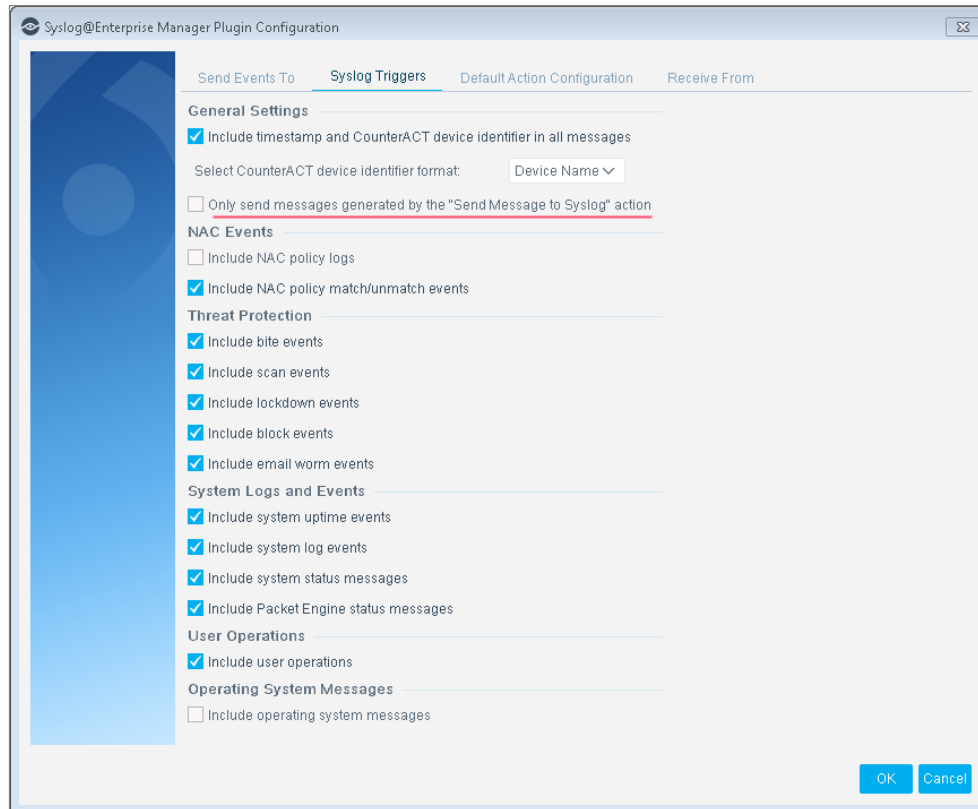 Syslog@Enterprise Manager Plugin Configuration
Send Events To Syslog Triggers Default Action Configuration Receive From
General Settings
Include timestamp and CounterACT device identifier in all messages
Select CounterACT device identifier format: Device Name
Only send messages generated by the "Send Message to Syslog" action
NAC Events
Include NAC policy logs
Include NAC policy match/unmatch events
Threat Protection
Include bite events
Include scan events
Include lockdown events
Include block events
Include email worm events
System Logs and Events
Include system uptime events
Include system log events
Include system status messages
Include Packet Engine status messages
User Operations
Include user operations
Operating System Messages
Include operating system messages
OK Cancel